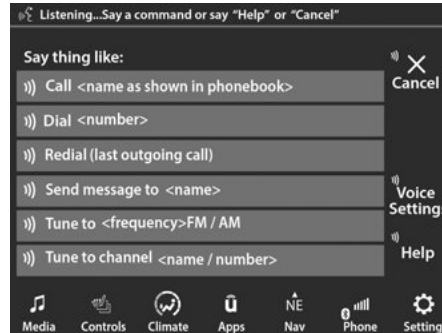 Listening...Say a command or say "Help" or "Cancel"
Say thing like:
Call <name as shown in phonebook>
Dial <number>
Redial (last outgoing call)
Send message to <name>
Tune to <frequency>FM / AM
Tune to channel <name / number>
Cancel
Voice
Setting
Help
Media
Controls
Climate
û
Apps
NE
Nav
Phone
Setting